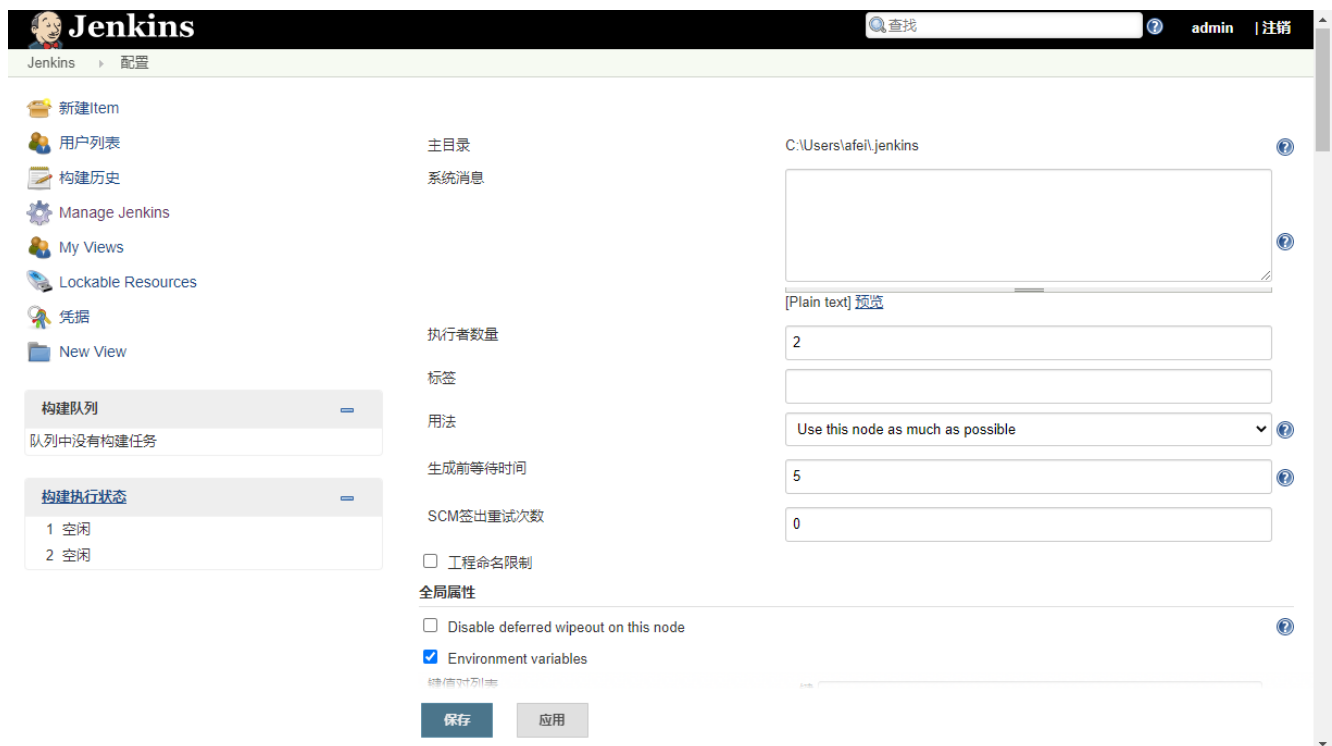 Jenkins
查找
admin
|注销
Jenkins
配置
新建Item
用户列表
构建历史
Manage Jenkins
My Views
Lockable Resources
凭据
New View
构建队列
队列中没有构建任务
构建执行状态
1 空闲
2 空闲
主目录
C:\Users\afei\.jenkins
系统消息
[Plain text] 预览
执行者数量
2
标签
用法
Use this node as much as possible
生成前等待时间
5
SCM签出重试次数
0
工程命名限制
全局属性
Disable deferred wipeout on this node
Environment variables
键值对列表
键
保存
应用